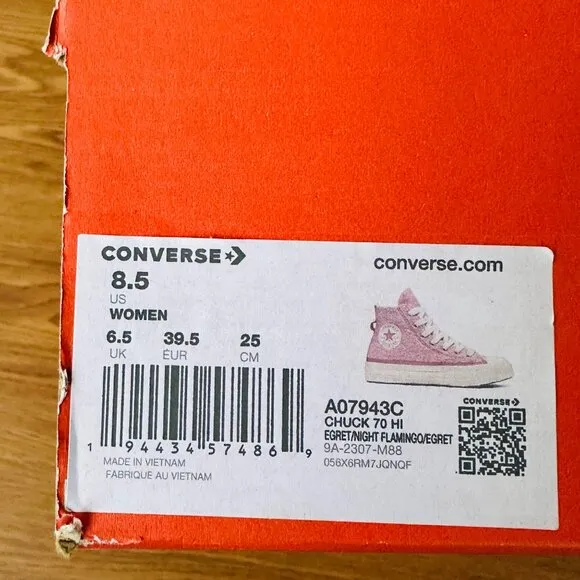 CONVERSE
converse.com
8.5
US
WOMEN
6.5 39.5 25
UK EUR CM
1 94434 57486 9
MADE IN VIETNAM
FABRIQUE AU VIETNAM
A07943C
CHUCK 70 HI
EGRET/NIGHT FLAMINGO/EGRET
9A-2307-M88
056X6RM7JQNQF
CONVERSE